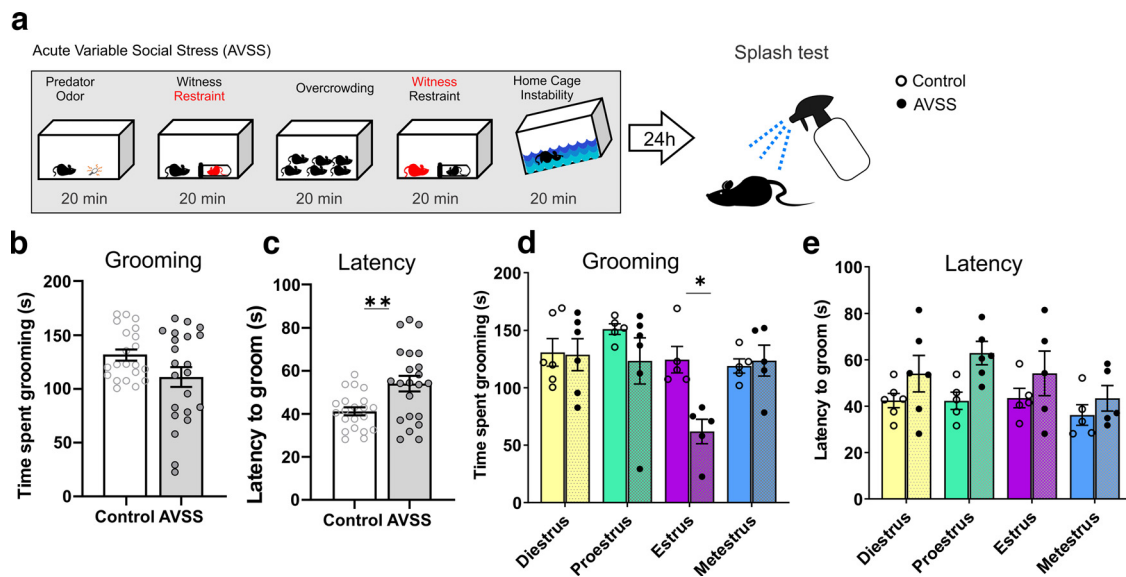 a
Acute Variable Social Stress (AVSS)
Predator
Odor
Witness
Restraint
Overcrowding
Witness
Restraint
Home Cage
Instability
20 min
20 min
20 min
20 min
20 min
24h
Splash test
Control
AVSS
b
Grooming
Time spent grooming (s)
200
150
100
50
0
Control AVSS
c
Latency
Latency to groom (s)
100
80
60
40
20
0
**
Control AVSS
d
Grooming
Time spent grooming (s)
200
150
100
50
0
*
Diestrus
Proestrus
Estrus
Metestrus
e
Latency
Latency to groom (s)
100
80
60
40
20
0
Diestrus
Proestrus
Estrus
Metestrus